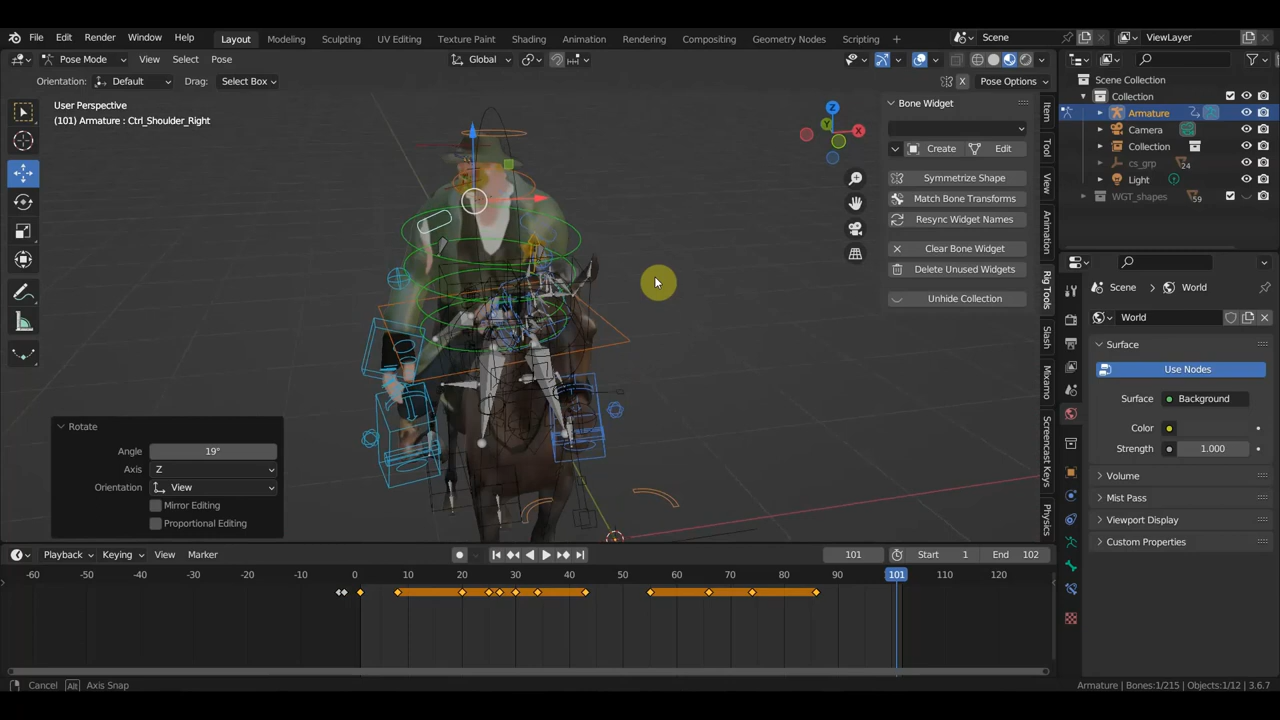 File Edit Render Window Help Layout Modeling Sculpting UV Editing Texture Paint Shading Animation Rendering Compositing Geometry Nodes Scripting + Scene ViewLayer
Pose Mode View Select Pose Global
Orientation: Default Drag: Select Box X Pose Options
User Perspective
(101) Armature : Ctrl_Shoulder_Right
Z
Y
X
Bone Widget
Create Edit
Symmetrize Shape
Match Bone Transforms
Resync Widget Names
Clear Bone Widget
Delete Unused Widgets
Unhide Collection
Item
Tool
View
Animation
Rig Tools
Slash
Mixamo
Screencast Keys
Physics
Scene Collection
Collection
Armature
Camera
Collection
cs_grp 24
Light
WGT_shapes 59
Scene World
World
Surface
Use Nodes
Surface Background
Color
Strength 1.000
Volume
Mist Pass
Viewport Display
Custom Properties
Rotate
Angle 19°
Axis Z
Orientation View
Mirror Editing
Proportional Editing
Playback Keying View Marker 101 Start 1 End 102
-60 -50 -40 -30 -20 -10 0 10 20 30 40 50 60 70 80 90 101 110 120
Cancel Alt Axis Snap Armature | Bones:1/215 | Objects:1/12 | 3.6.7